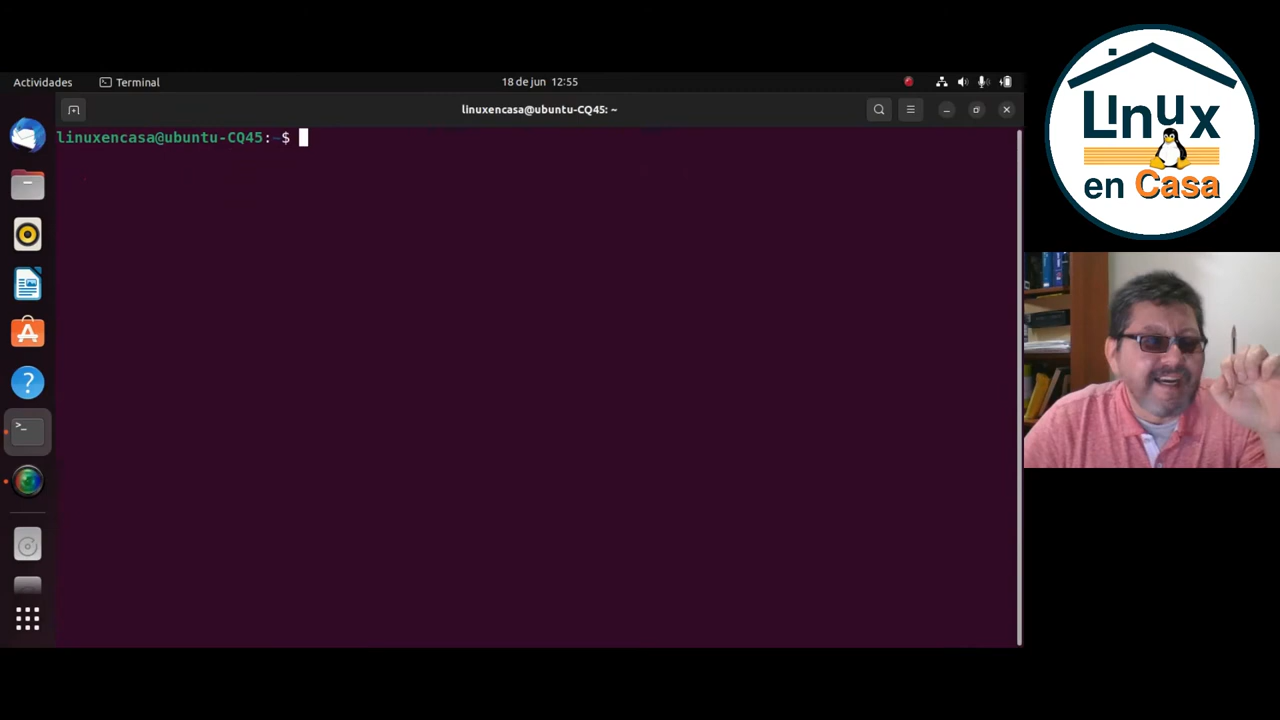 Actividades
Terminal
18 de jun 12:55
linuxencasa@ubuntu-CQ45: ~
linuxencasa@ubuntu-CQ45:~$
Linux
en Casa